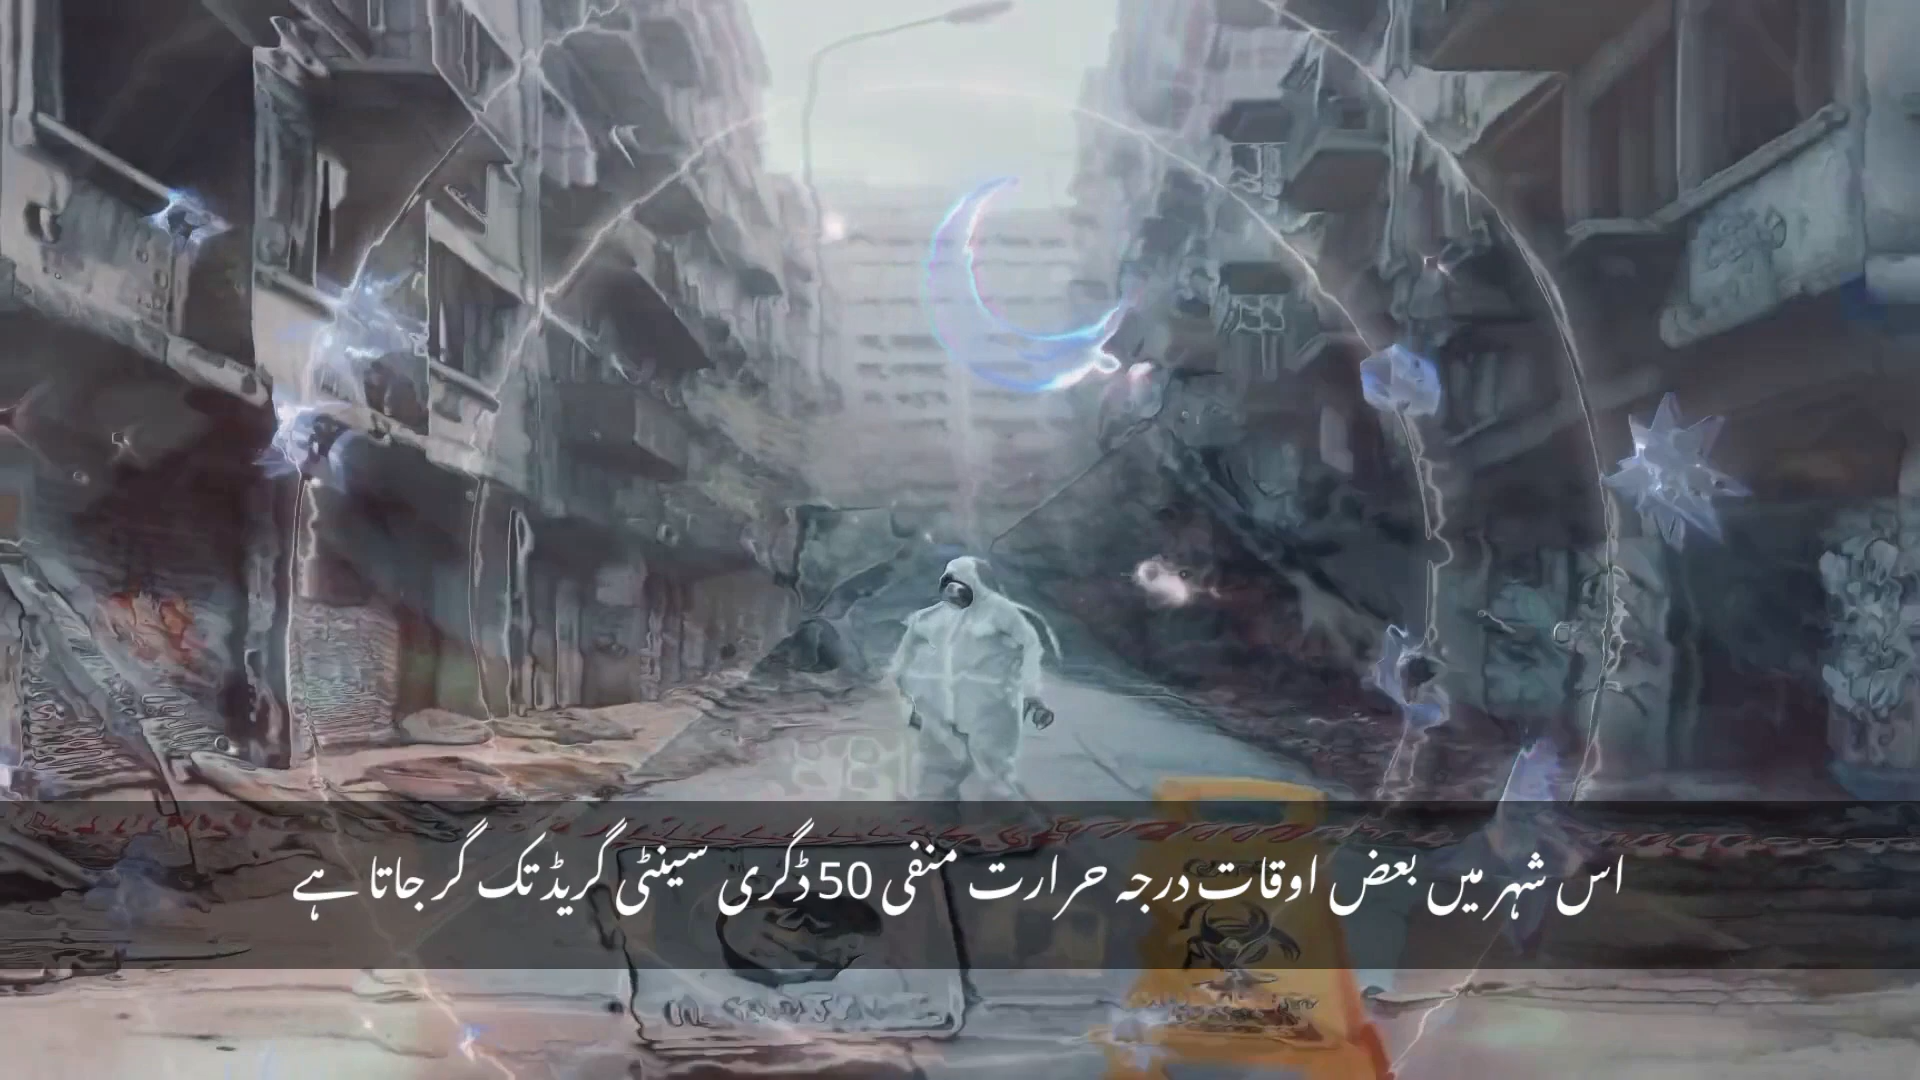 اس شہر میں بعض اوقات درجہ حرارت منفی 50 ڈگری سینٹی گریڈ تک گر جاتا ہے